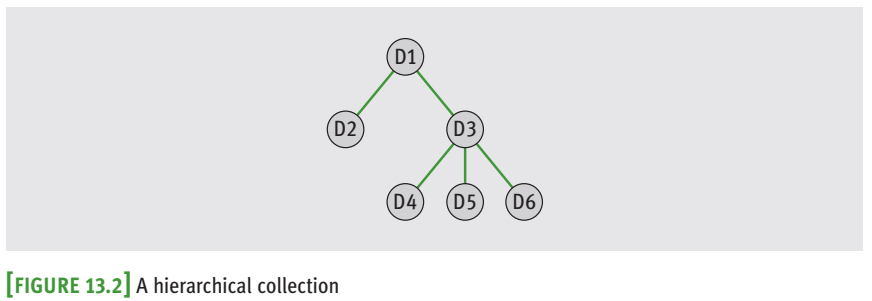 D1
D2 D3
D4 D5 D6
[FIGURE 13.2] A hierarchical collection